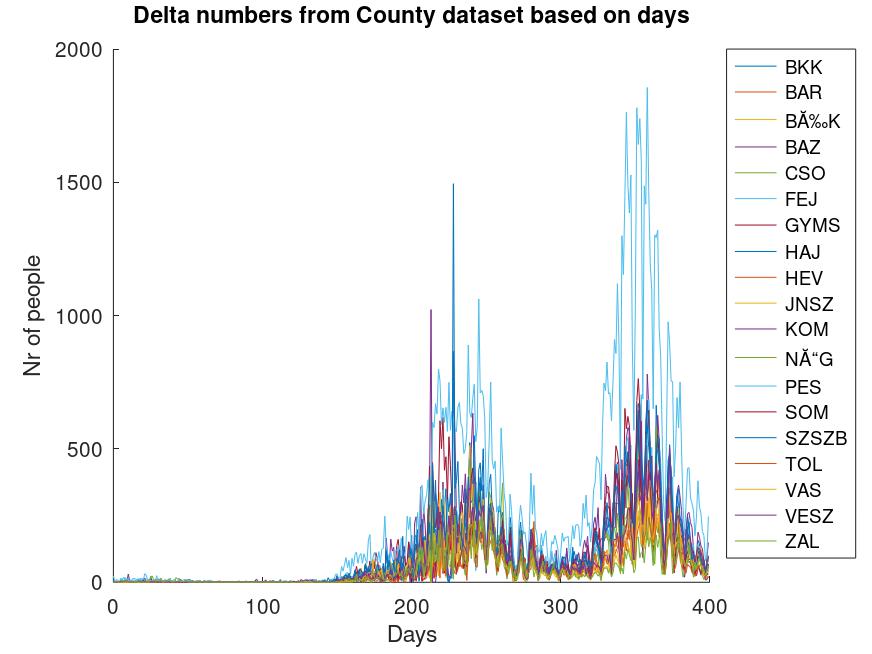 Delta numbers from County dataset based on days
2000
1500
1000
500
0
Nr of people
0 100 200 300 400
Days
BKK
BAR
BĂ‰K
BAZ
CSO
FEJ
GYMS
HAJ
HEV
JNSZ
KOM
NĂ“G
PES
SOM
SZSZB
TOL
VAS
VESZ
ZAL